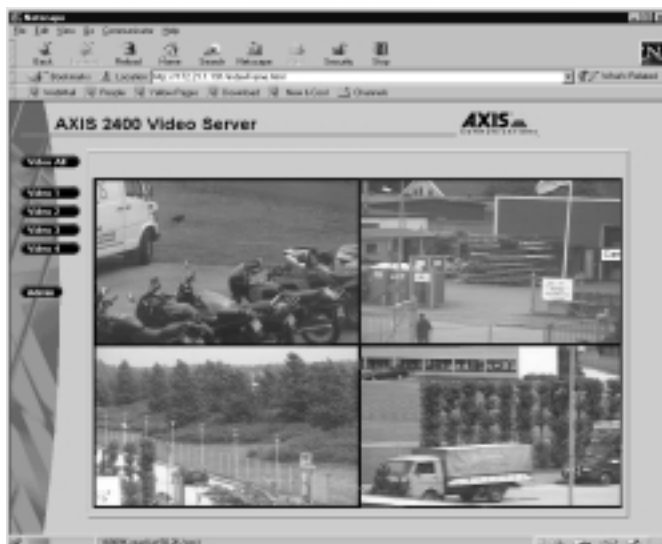 Netscape
File Edit View Go Communicator Help
Back Reload Home Search Netscape Security Stop
Bookmarks Location
What's Related
WebMail People Yellow Pages Download New & Cool Channels
AXIS 2400 Video Server
AXIS
COMMUNICATIONS
Video All
Video 1
Video 2
Video 3
Video 4
Admin